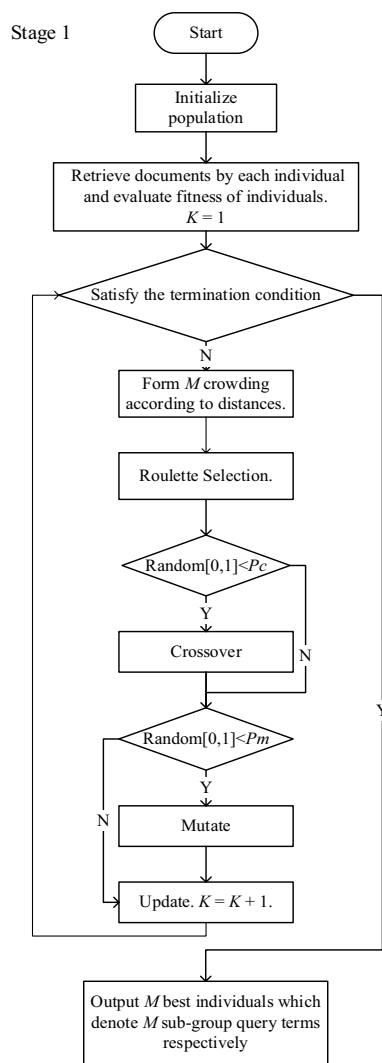 Stage 1
Start
Initialize
population
Retrieve documents by each individual
and evaluate fitness of individuals.
K = 1
Satisfy the termination condition
N
Form M crowding
according to distances.
Roulette Selection.
Random[0,1]<Pc
Y
N
Crossover
Y
Random[0,1]<Pm
Y
N
Mutate
Update. K = K + 1.
Output M best individuals which
denote M sub-group query terms
respectively